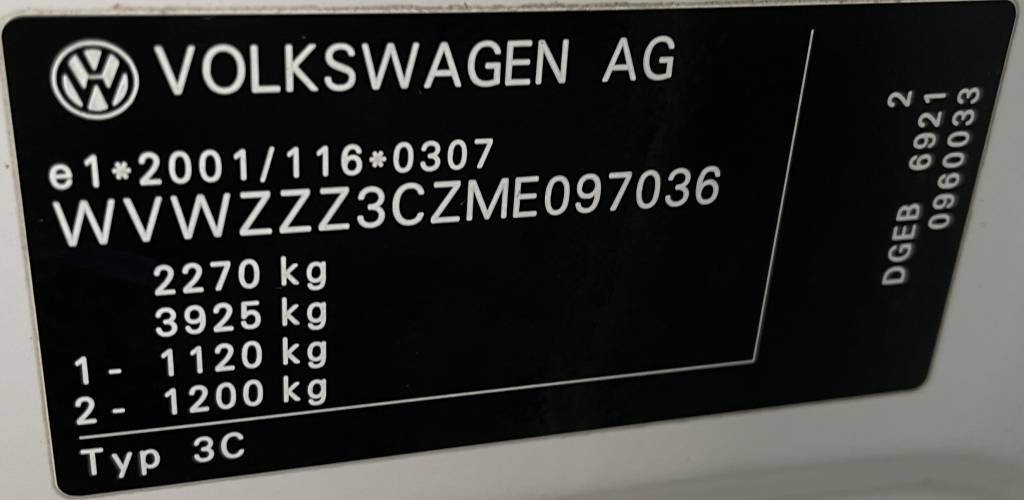 VOLKSWAGEN AG
e1*2001/116*0307
WVWZZZ3CZME097036
2270 kg
3925 kg
1 - 1120 kg
2 - 1200 kg
Typ 3C
2
DGEB 6921
0960033